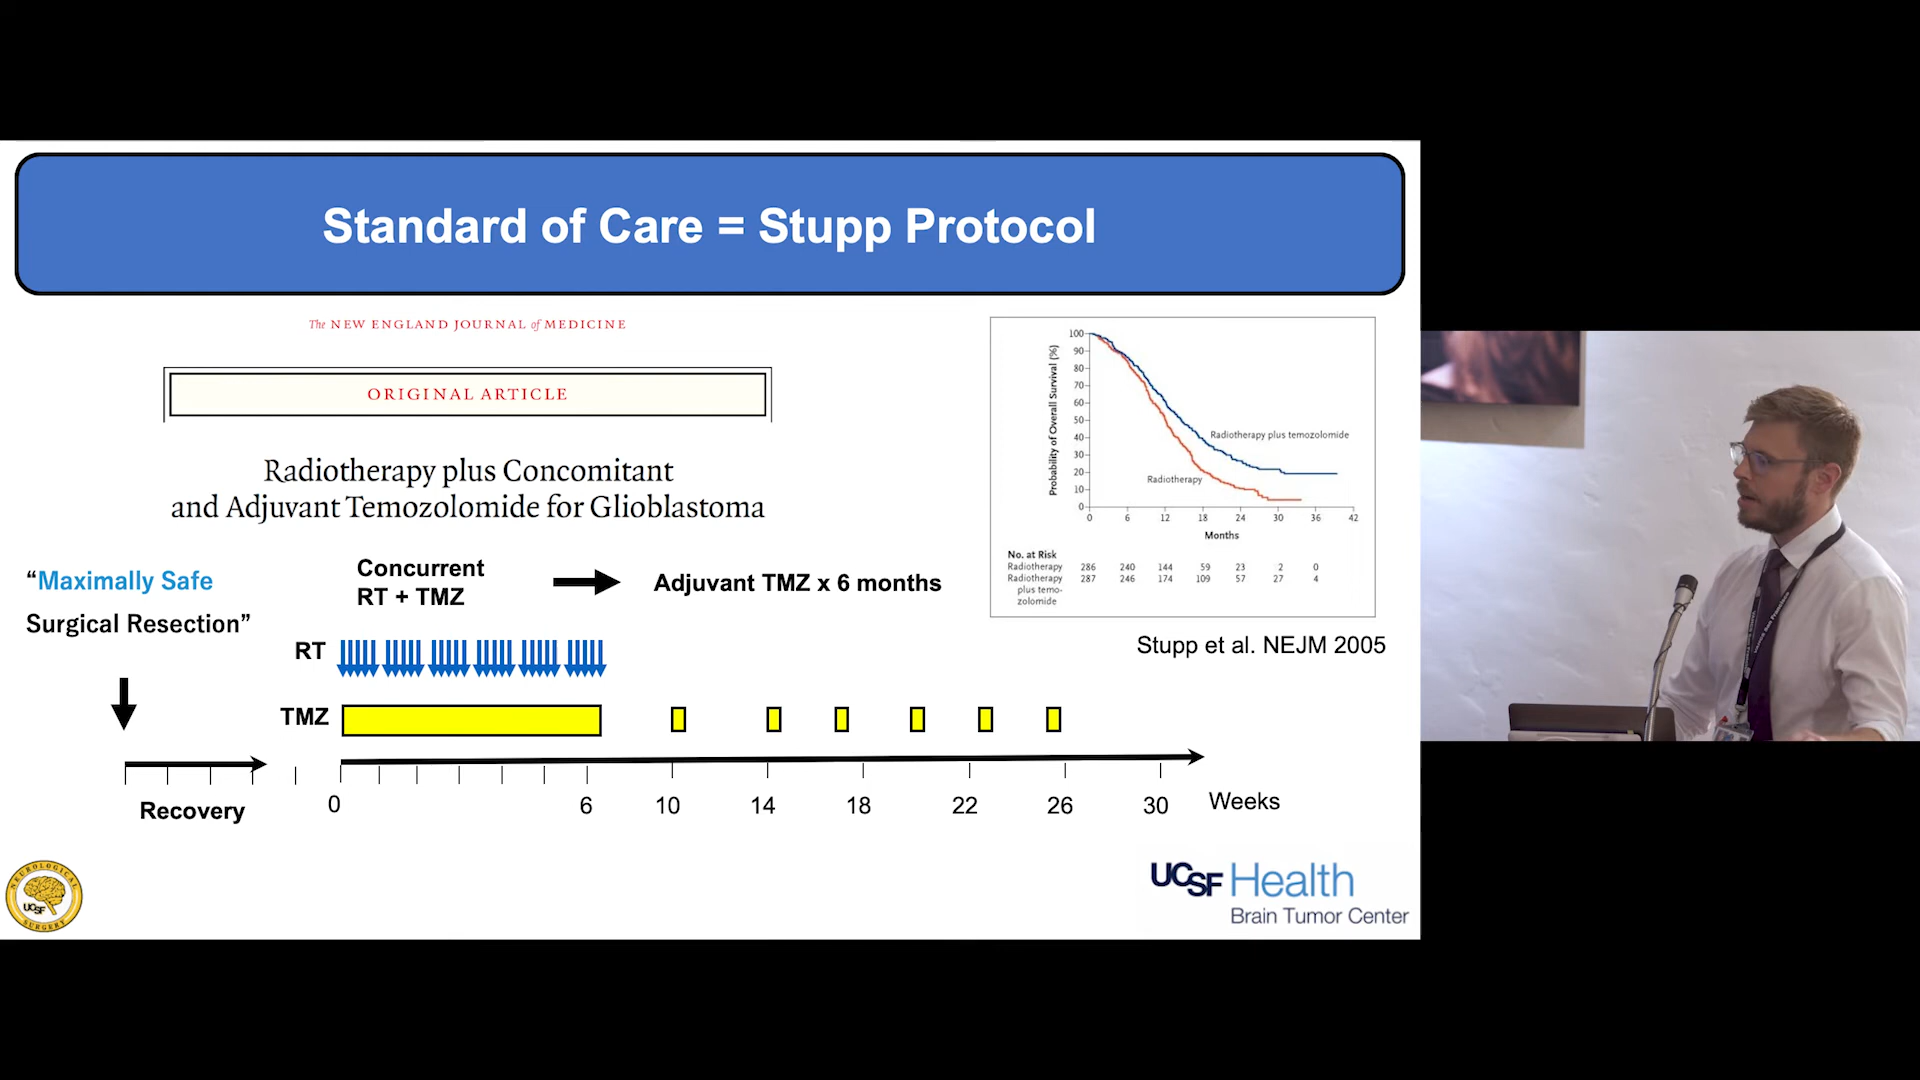 Standard of Care = Stupp Protocol
The NEW ENGLAND JOURNAL of MEDICINE
ORIGINAL ARTICLE
Radiotherapy plus Concomitant
and Adjuvant Temozolomide for Glioblastoma
“Maximally Safe
Surgical Resection”
Concurrent
RT + TMZ
Adjuvant TMZ x 6 months
RT
TMZ
Recovery
0 6 10 14 18 22 26 30 Weeks
Probability of Overall Survival (%)
100
90
80
70
60
50
40
30
20
10
0
Radiotherapy plus temozolomide
Radiotherapy
0 6 12 18 24 30 36 42
Months
No. at Risk
Radiotherapy 286 240 144 59 23 2 0
Radiotherapy 287 246 174 109 57 27 4
plus temo-
zolomide
Stupp et al. NEJM 2005
NEUROLOGICAL
UCSF
SURGERY
UCSF Health
Brain Tumor Center